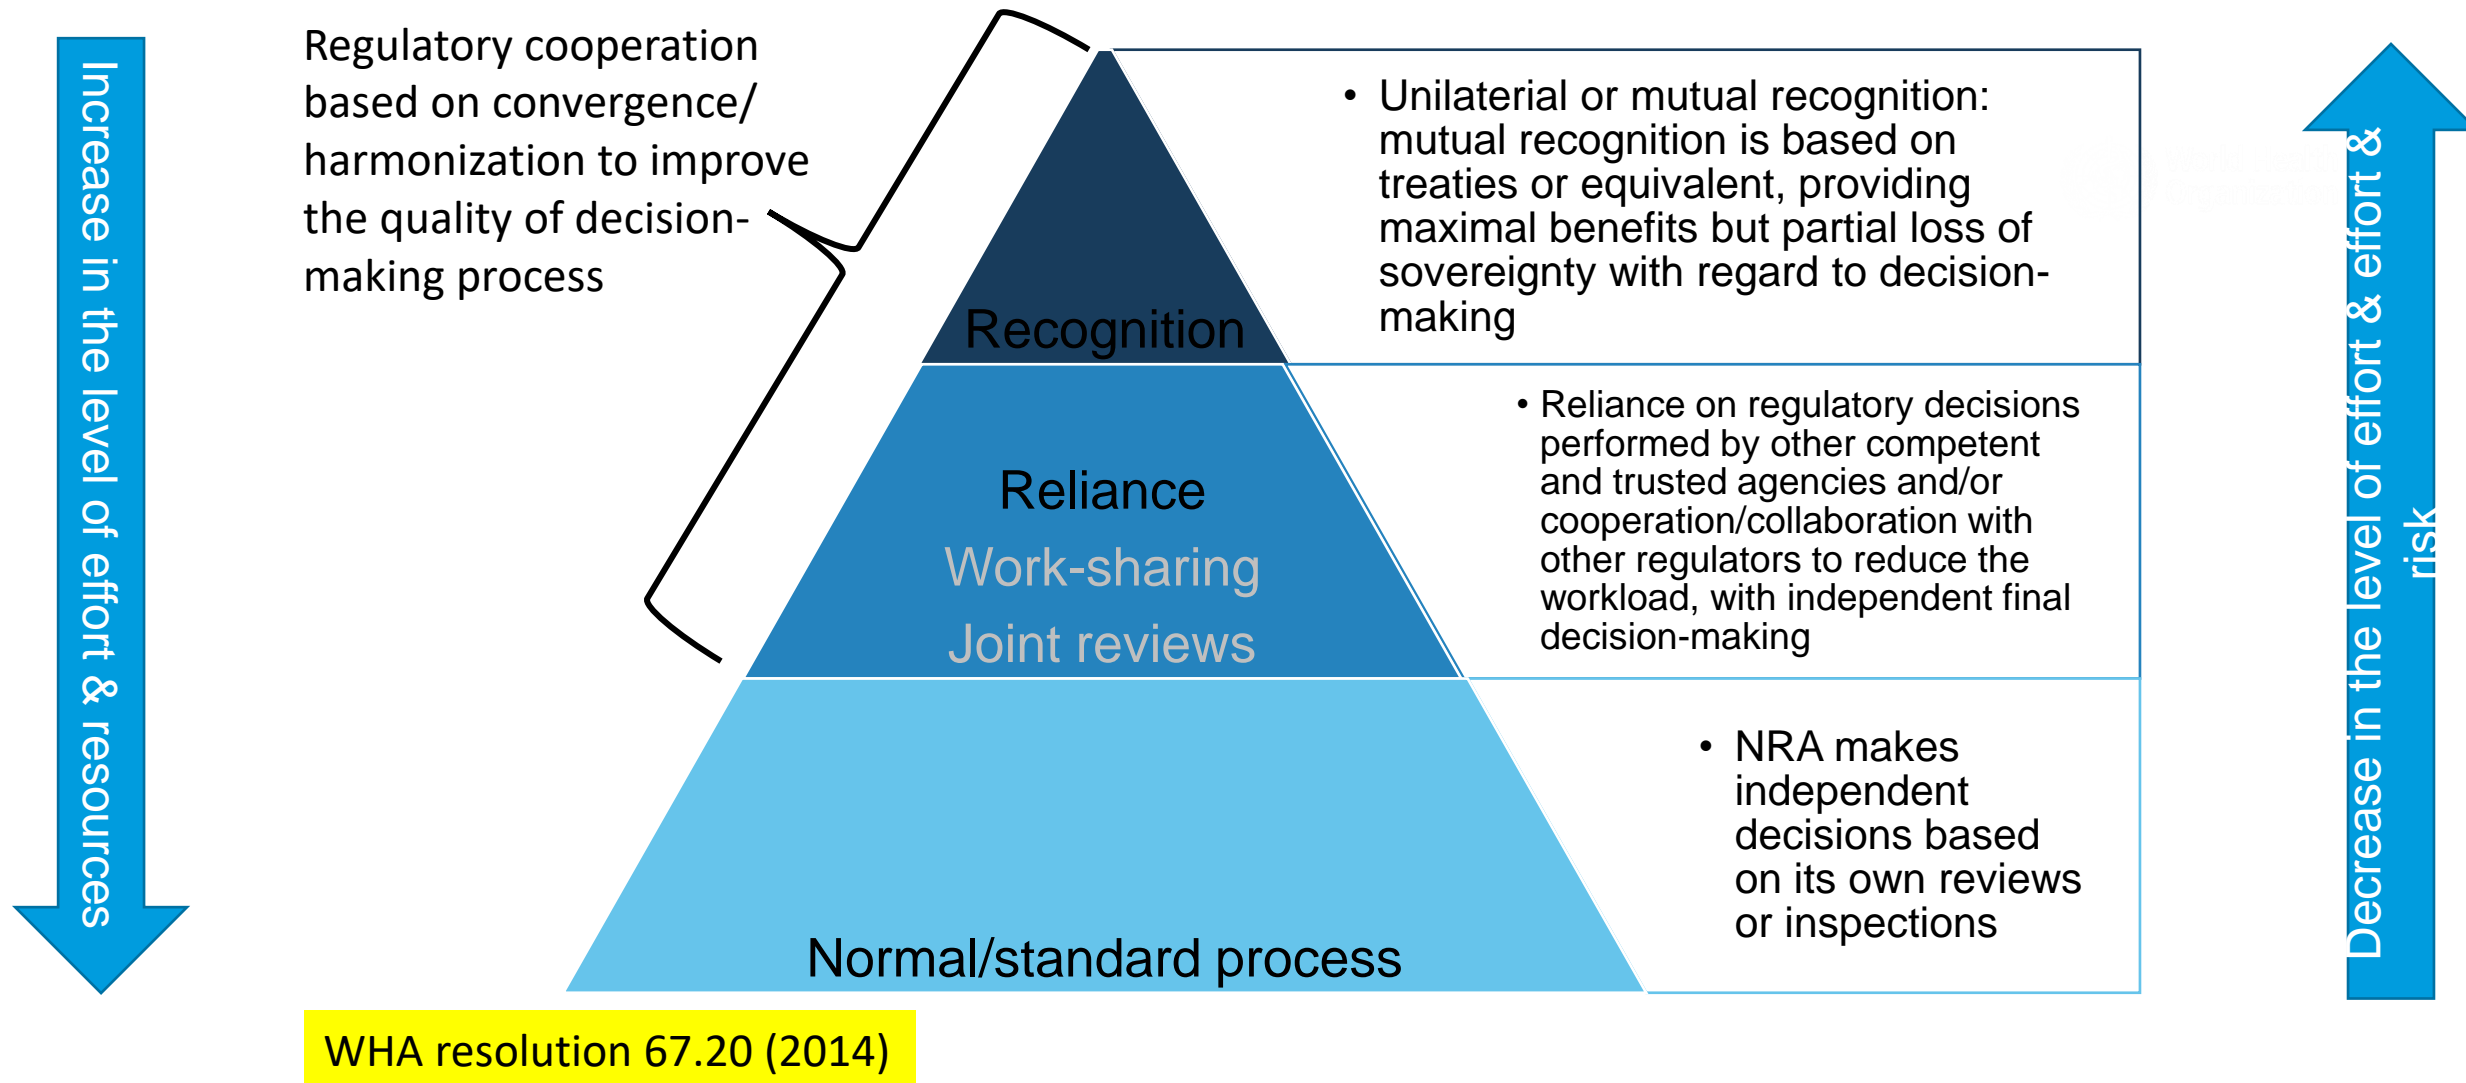 Increase in the level of effort & resources
Regulatory cooperation
based on convergence/
harmonization to improve
the quality of decision-
making process
Recognition
Reliance
Work-sharing
Joint reviews
Normal/standard process
• Unilaterial or mutual recognition:
mutual recognition is based on
treaties or equivalent, providing
maximal benefits but partial loss of
sovereignty with regard to decision-
making
• Reliance on regulatory decisions
performed by other competent
and trusted agencies and/or
cooperation/collaboration with
other regulators to reduce the
workload, with independent final
decision-making
• NRA makes
independent
decisions based
on its own reviews
or inspections
Decrease in the level of effort & effort &
risk
WHA resolution 67.20 (2014)